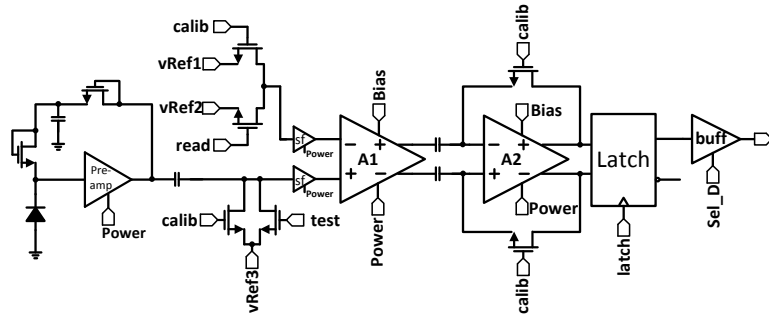 calib
calib
vRef1
Bias
vRef2
Bias
read
sf
Power
− +
A1
+ −
− +
A2
+ −
Latch
buff
Pre-
amp
sf
Power
Power
calib
test
Power
Power
Sel_D
vRef3
calib
latch